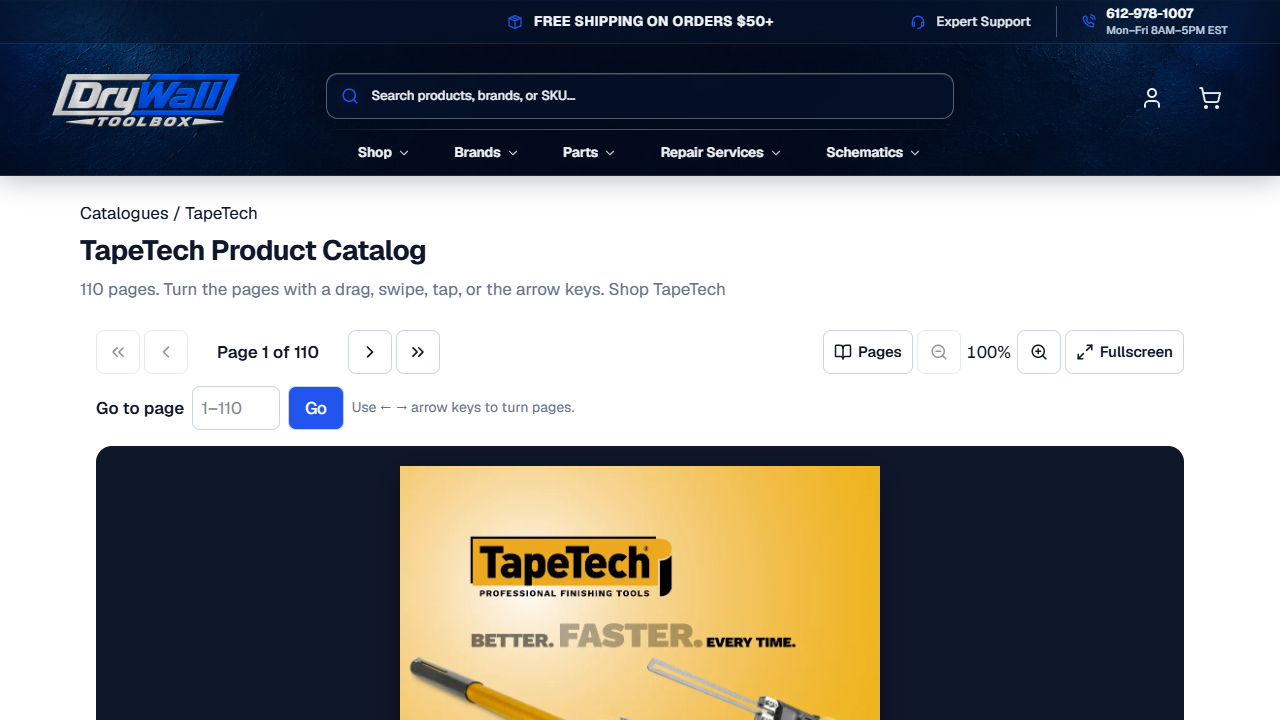 FREE SHIPPING ON ORDERS $50+
Expert Support
612-978-1007
Mon–Fri 8AM–5PM EST
DryWall
TOOLBOX
Search products, brands, or SKU...
Shop
Brands
Parts
Repair Services
Schematics
Catalogues / TapeTech
TapeTech Product Catalog
110 pages. Turn the pages with a drag, swipe, tap, or the arrow keys. Shop TapeTech
Page 1 of 110
Pages
100%
Fullscreen
Go to page
1–110
Go
Use ← → arrow keys to turn pages.
TapeTech®
PROFESSIONAL FINISHING TOOLS
BETTER. FASTER. EVERY TIME.